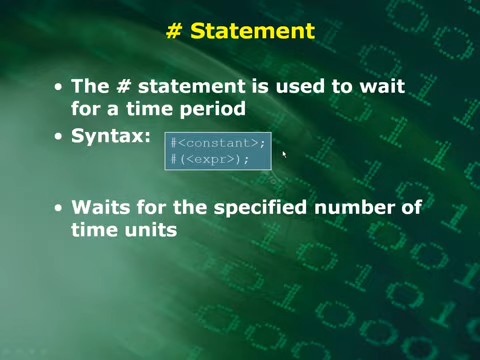 # Statement
• The # statement is used to wait
for a time period
• Syntax:
#<constant>;
#(<expr>);
• Waits for the specified number of
time units